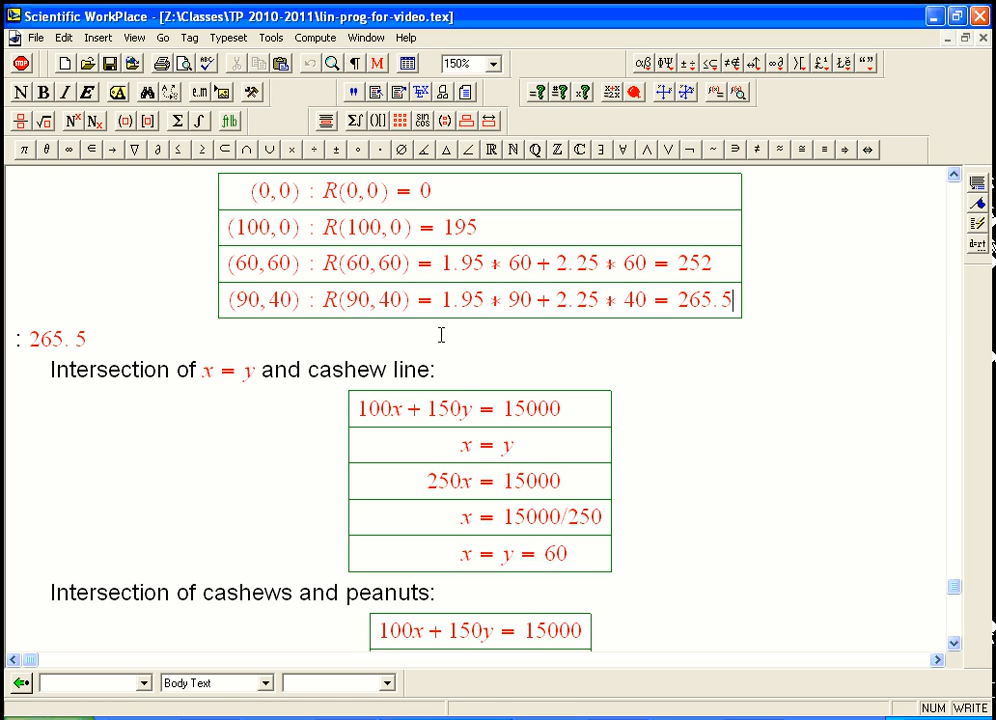 Scientific WorkPlace - [Z:\Classes\TP 2010-2011\lin-prog-for-video.tex]
File Edit Insert View Go Tag Typeset Tools Compute Window Help
STOP ¶ M 150%
N B I E A e.m
π θ ∞ ∈ → ∇ ∂ ≤ ≥ ⊂ ∩ ∪ × ÷ ± ∘ · ∅ ∡ △ ∠ ℝ ℕ ℚ ℤ ℂ ∃ ∀ ∧ ∨ ¬ ~ ∋ ≠ ≈ ≅ ≡ ⇒ ⇔
(0,0) : R(0,0) = 0
(100,0) : R(100,0) = 195
(60,60) : R(60,60) = 1.95 * 60 + 2.25 * 60 = 252
(90,40) : R(90,40) = 1.95 * 90 + 2.25 * 40 = 265.5
: 265.5
Intersection of x = y and cashew line:
100x + 150y = 15000
x = y
250x = 15000
x = 15000/250
x = y = 60
Intersection of cashews and peanuts:
100x + 150y = 15000
Body Text
NUM WRITE